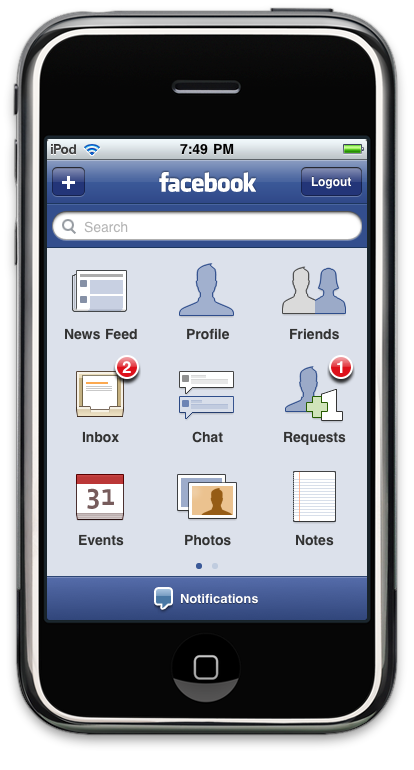 iPod 7:49 PM
+ facebook Logout
Search
News Feed Profile Friends
2 1
Inbox Chat Requests
31
Events Photos Notes
Notifications